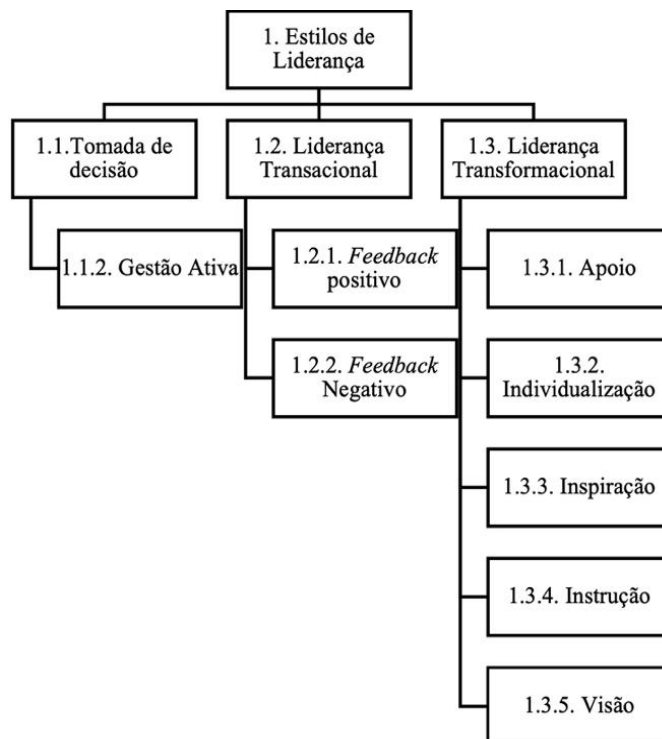 1. Estilos de
Liderança
1.1.Tomada de
decisão
1.2. Liderança
Transacional
1.3. Liderança
Transformacional
1.1.2. Gestão Ativa
1.2.1. Feedback
positivo
1.3.1. Apoio
1.2.2. Feedback
Negativo
1.3.2.
Individualização
1.3.3. Inspiração
1.3.4. Instrução
1.3.5. Visão